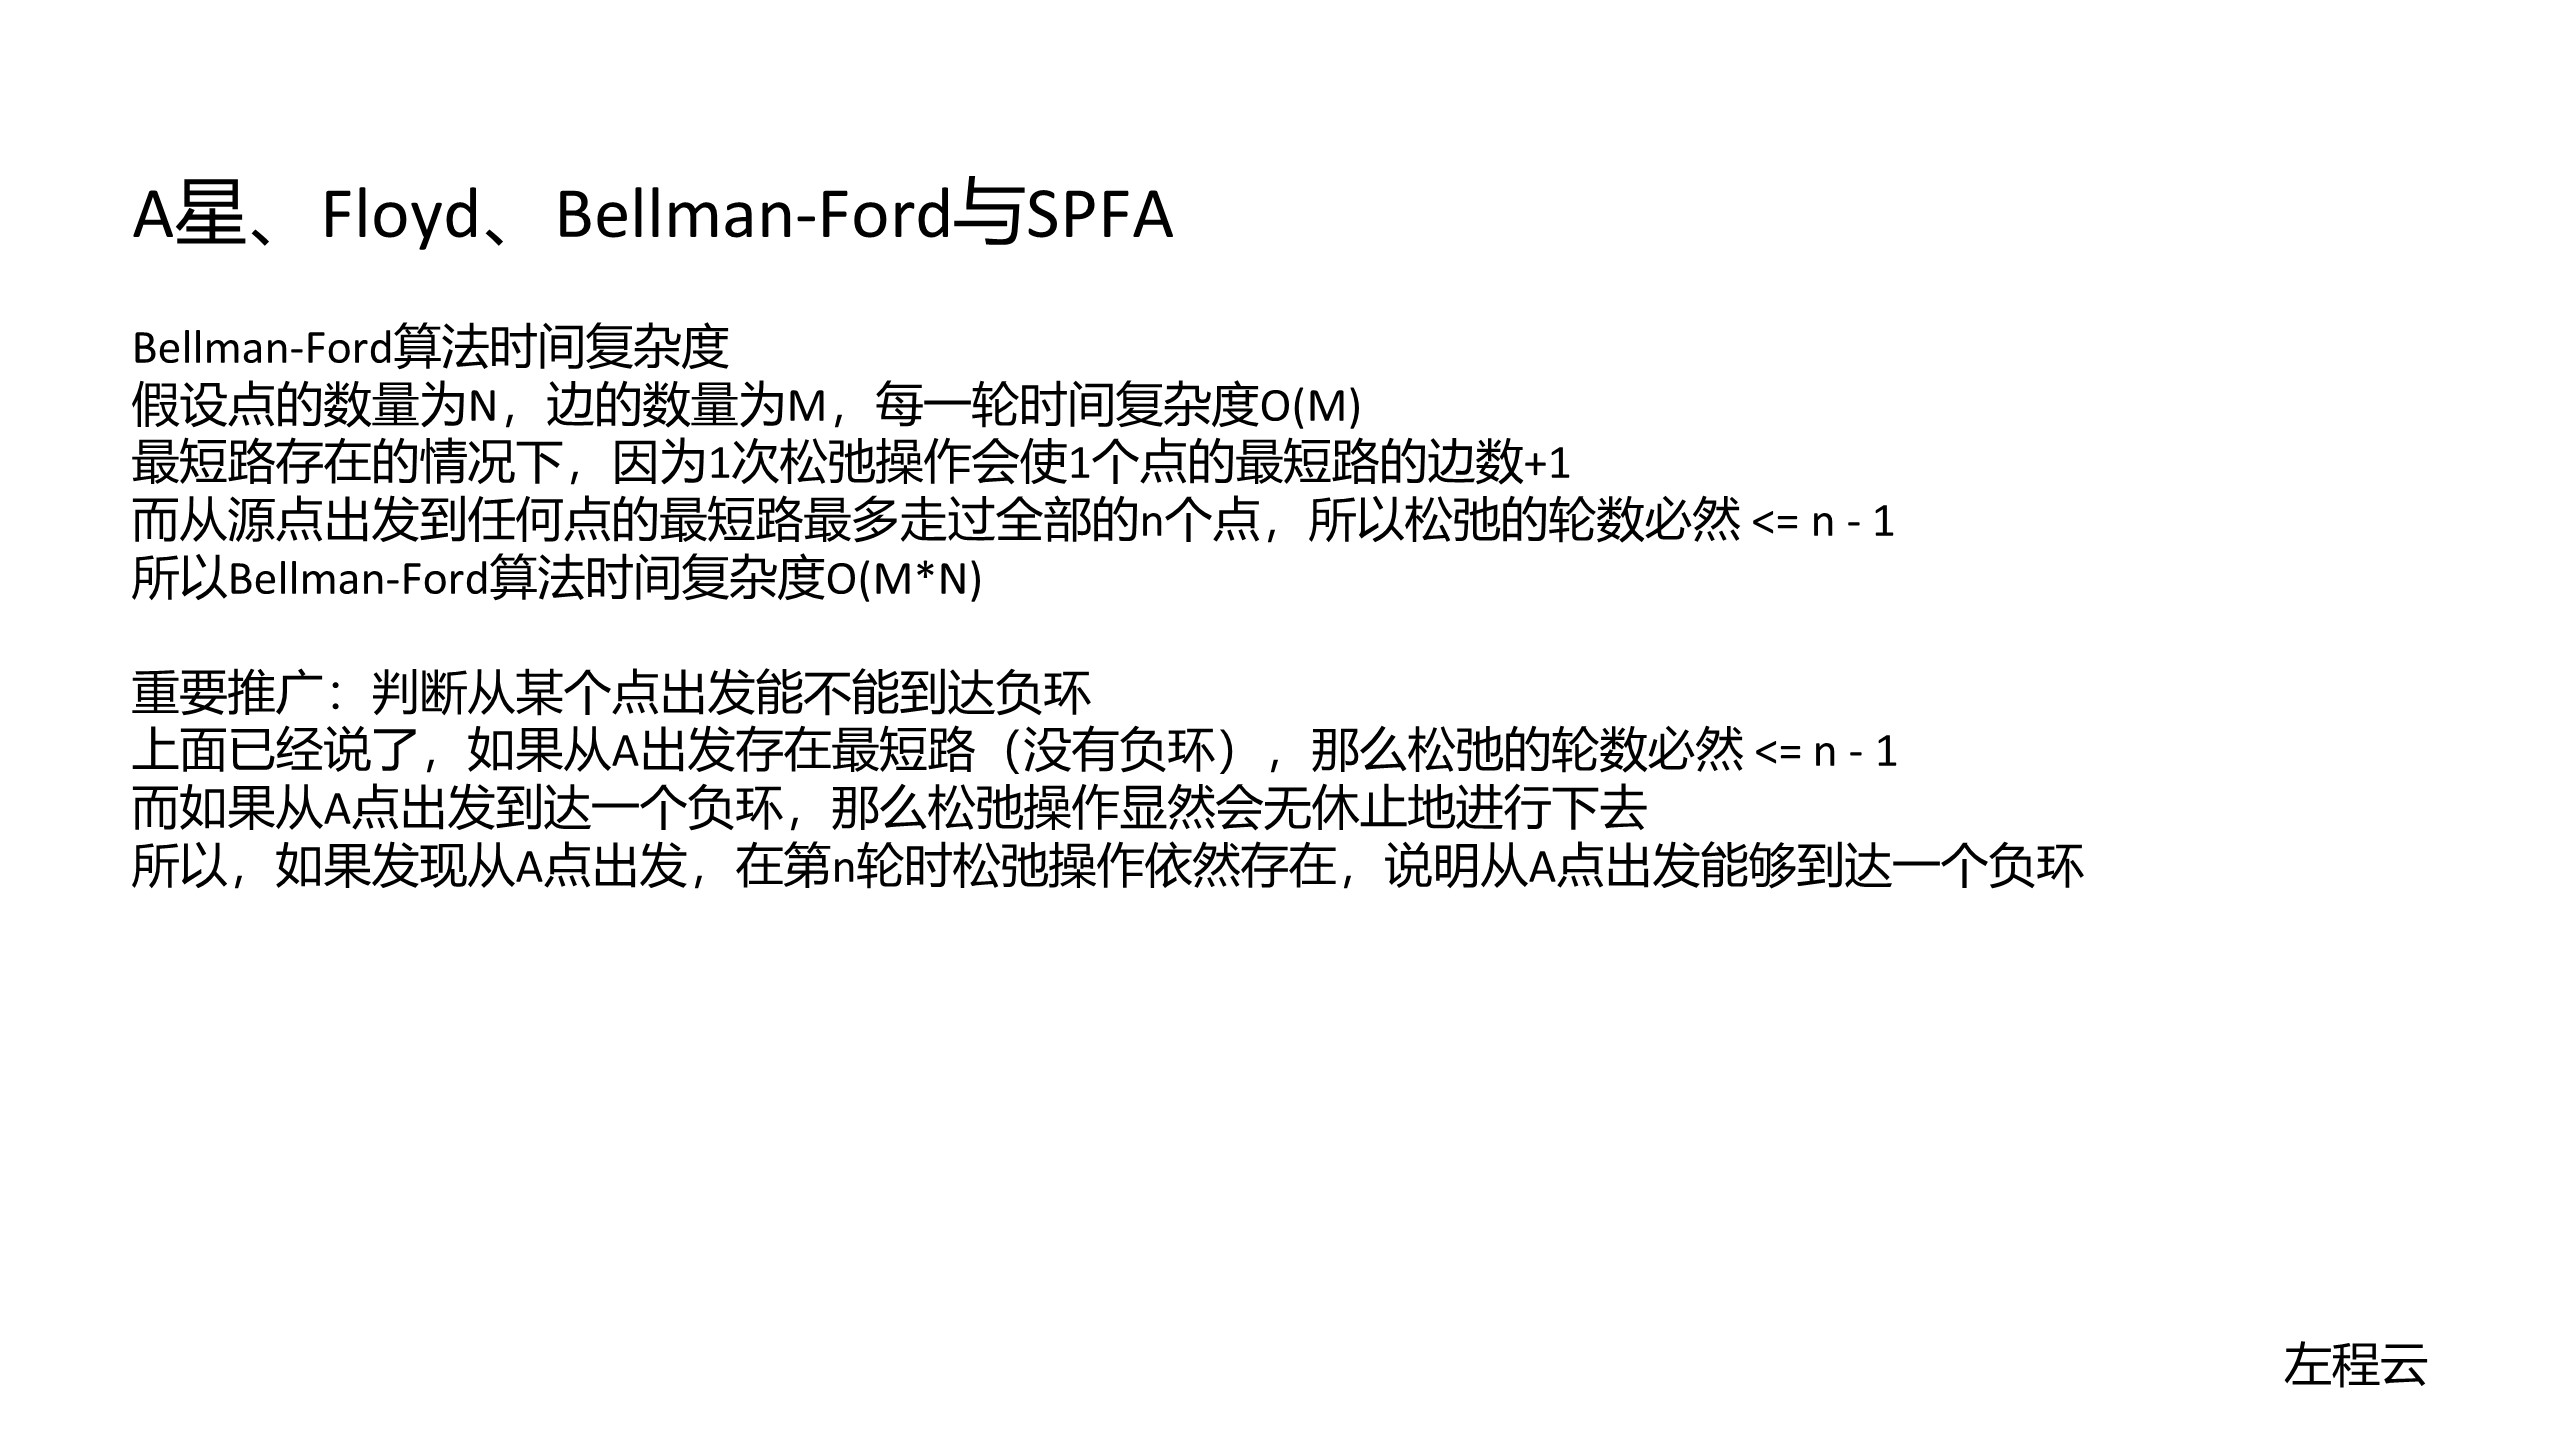 A星、Floyd、Bellman-Ford与SPFA
Bellman-Ford算法时间复杂度
假设点的数量为N，边的数量为M，每一轮时间复杂度O(M)
最短路存在的情况下，因为1次松弛操作会使1个点的最短路的边数+1
而从源点出发到任何点的最短路最多走过全部的n个点，所以松弛的轮数必然 <= n - 1
所以Bellman-Ford算法时间复杂度O(M*N)
重要推广：判断从某个点出发能不能到达负环
上面已经说了，如果从A出发存在最短路（没有负环），那么松弛的轮数必然 <= n - 1
而如果从A点出发到达一个负环，那么松弛操作显然会无休止地进行下去
所以，如果发现从A点出发，在第n轮时松弛操作依然存在，说明从A点出发能够到达一个负环
左程云